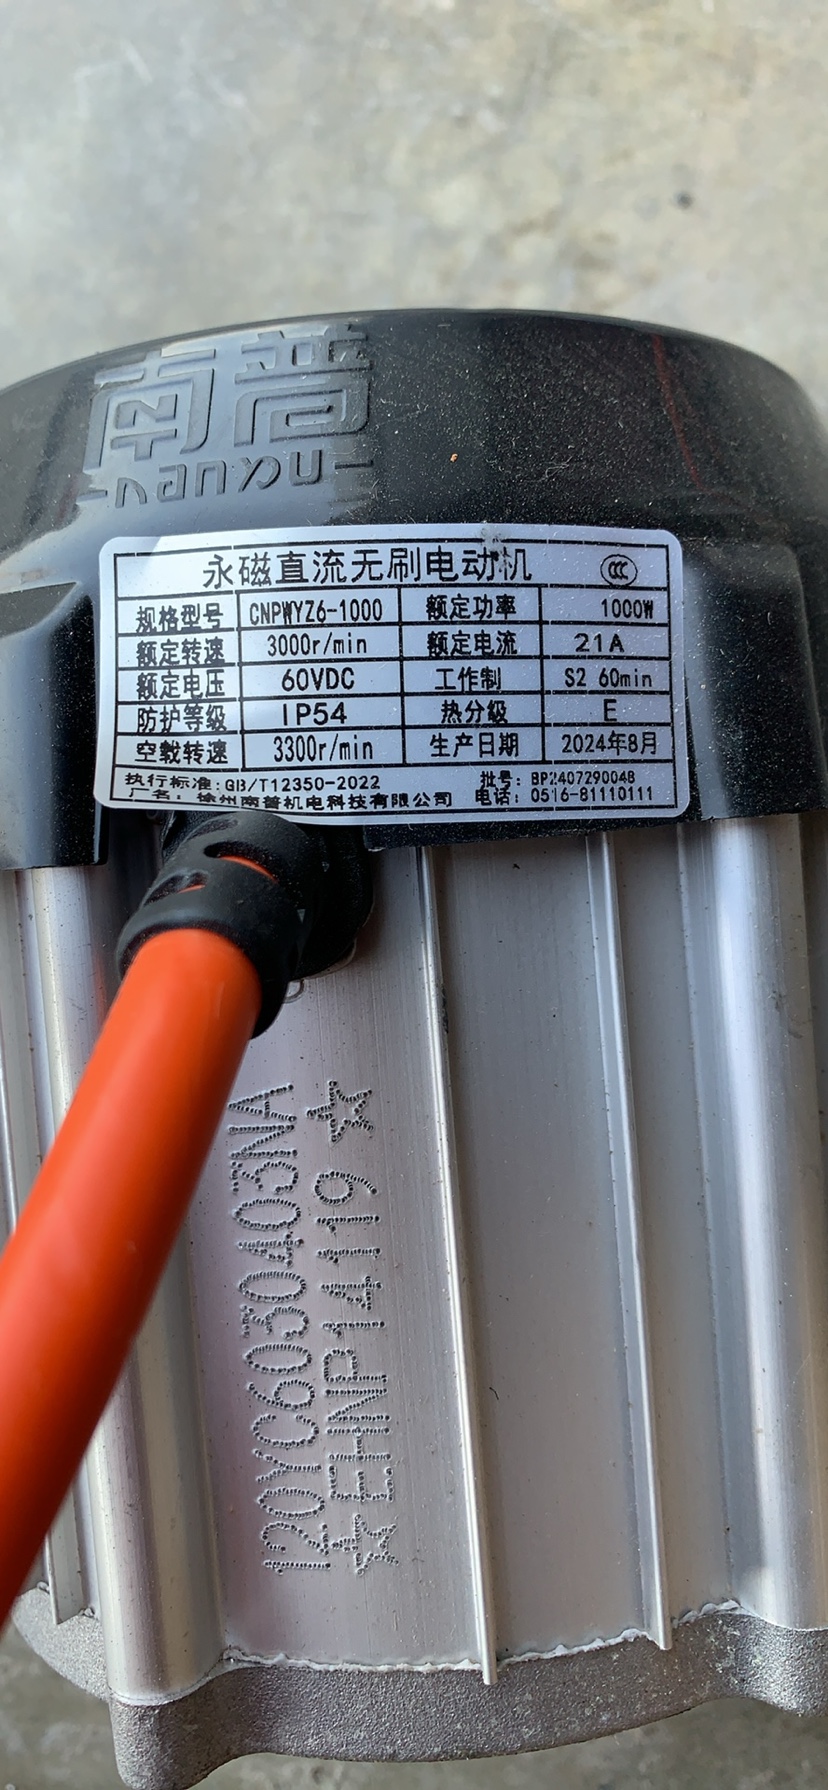 南普
nanpu
永磁直流无刷电动机 CCC
规格型号 CNPWYZ6-1000 额定功率 1000W
额定转速 3000r/min 额定电流 21A
额定电压 60VDC 工作制 S2 60min
防护等级 IP54 热分级 E
空载转速 3300r/min 生产日期 2024年8月
执行标准:GB/T12350-2022 批号: BP2407290048
厂名: 徐州南普机电科技有限公司 电话: 0516-81110111
120YC6030403NA
☆EHNP14119☆